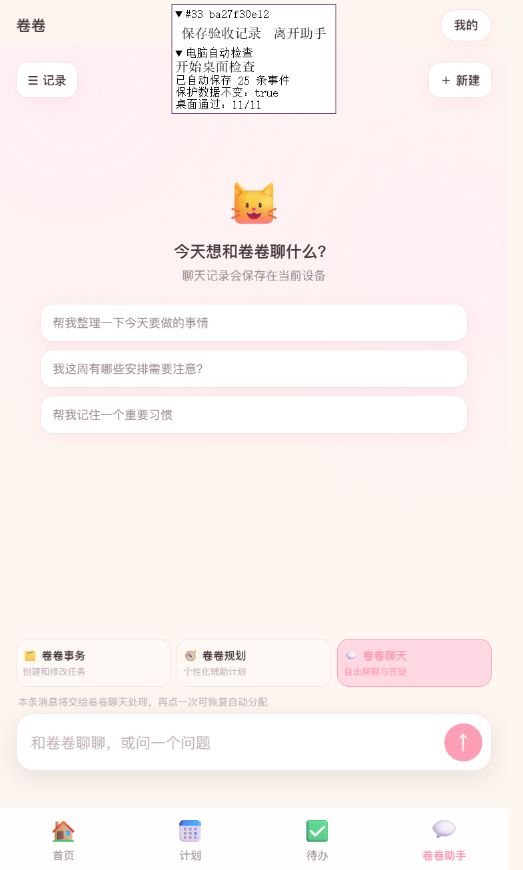 卷卷
▼#33 ba27f30e12
保存验收记录 离开助手
▼电脑自动检查
开始桌面检查
已自动保存 25 条事件
保护数据不变: true
桌面通过: 11/11
我的
☰ 记录
+ 新建
今天想和卷卷聊什么?
聊天记录会保存在当前设备
帮我整理一下今天要做的事情
我这周有哪些安排需要注意?
帮我记住一个重要习惯
卷卷事务
创建和修改任务
卷卷规划
个性化辅助计划
卷卷聊天
自由聊聊与答疑
本条消息将交给卷卷聊天处理，再点一次可恢复自动分配
和卷卷聊聊，或问一个问题
↑
首页
计划
待办
卷卷助手